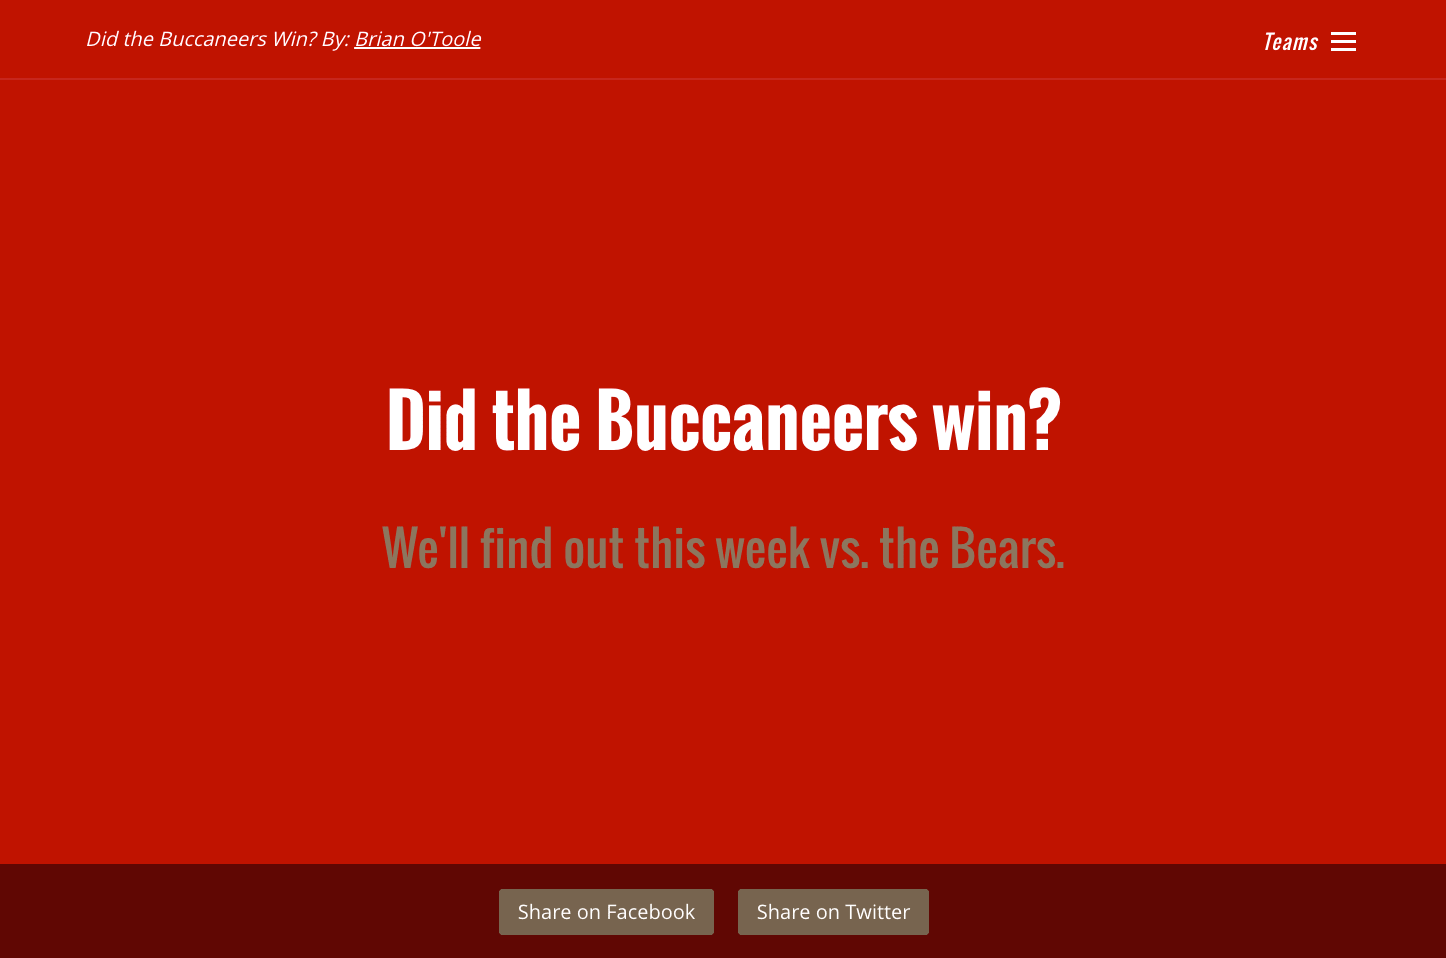 Did the Buccaneers Win? By: Brian O'Toole
Teams
Did the Buccaneers win?
We'll find out this week vs. the Bears.
Share on Facebook
Share on Twitter